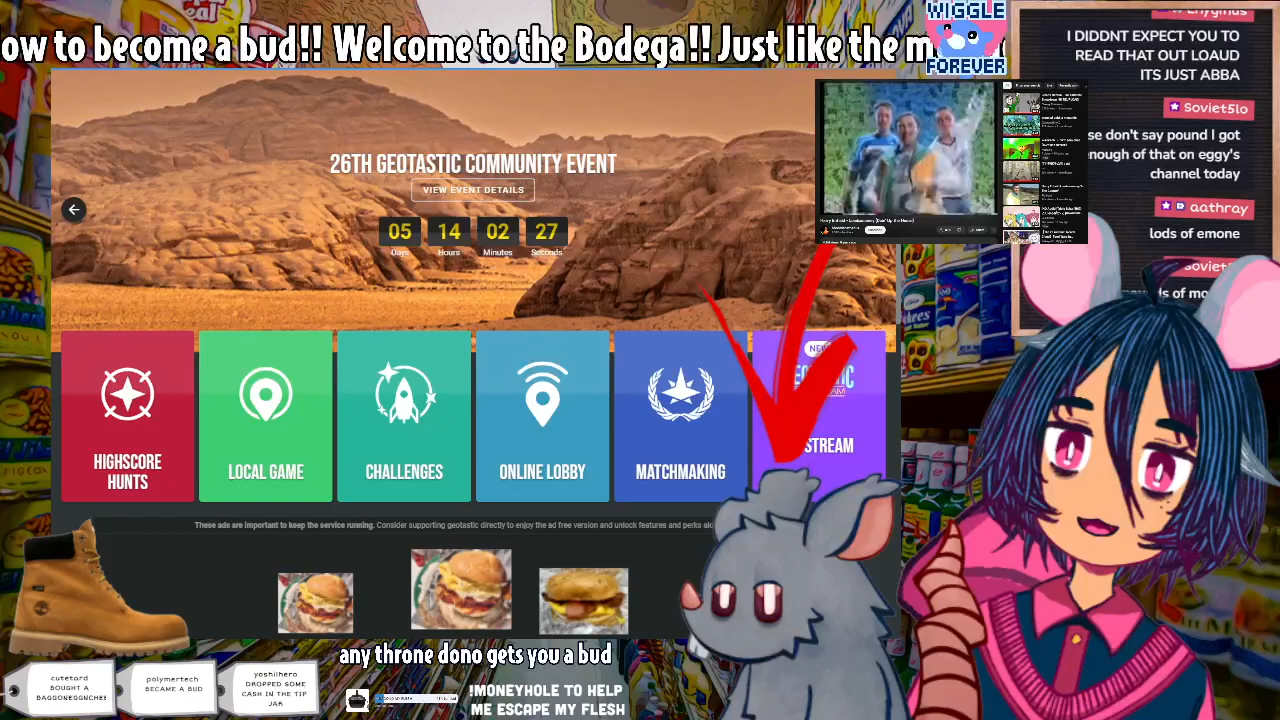 ow to become a bud!! Welcome to the Bodega!! Just like the m
WIGGLE
FOREVER
I DIDDNT EXPECT YOU TO
READ THAT OUT LOAUD
ITS JUST ABBA
Soviet5lo
se don't say pound I got
enough of that on eggy's
channel today
aathray
lods of emone
Soviet
26TH GEOTASTIC COMMUNITY EVENT
VIEW EVENT DETAILS
05 14 02 27
Days Hours Minutes Seconds
HIGHSCORE
HUNTS
LOCAL GAME
CHALLENGES
ONLINE LOBBY
MATCHMAKING
STREAM
These ads are important to keep the service running. Consider supporting geotastic directly to enjoy the ad free version and unlock features and perks
any throne dono gets you a bud
cutetard
BOUGHT A
BAGGONEGGNCHEE
polymertech
BECAME A BUD
yoshilhero
DROPPED SOME
CASH IN THE TIP
JAR
!MONEYHOLE TO HELP
ME ESCAPE MY FLESH